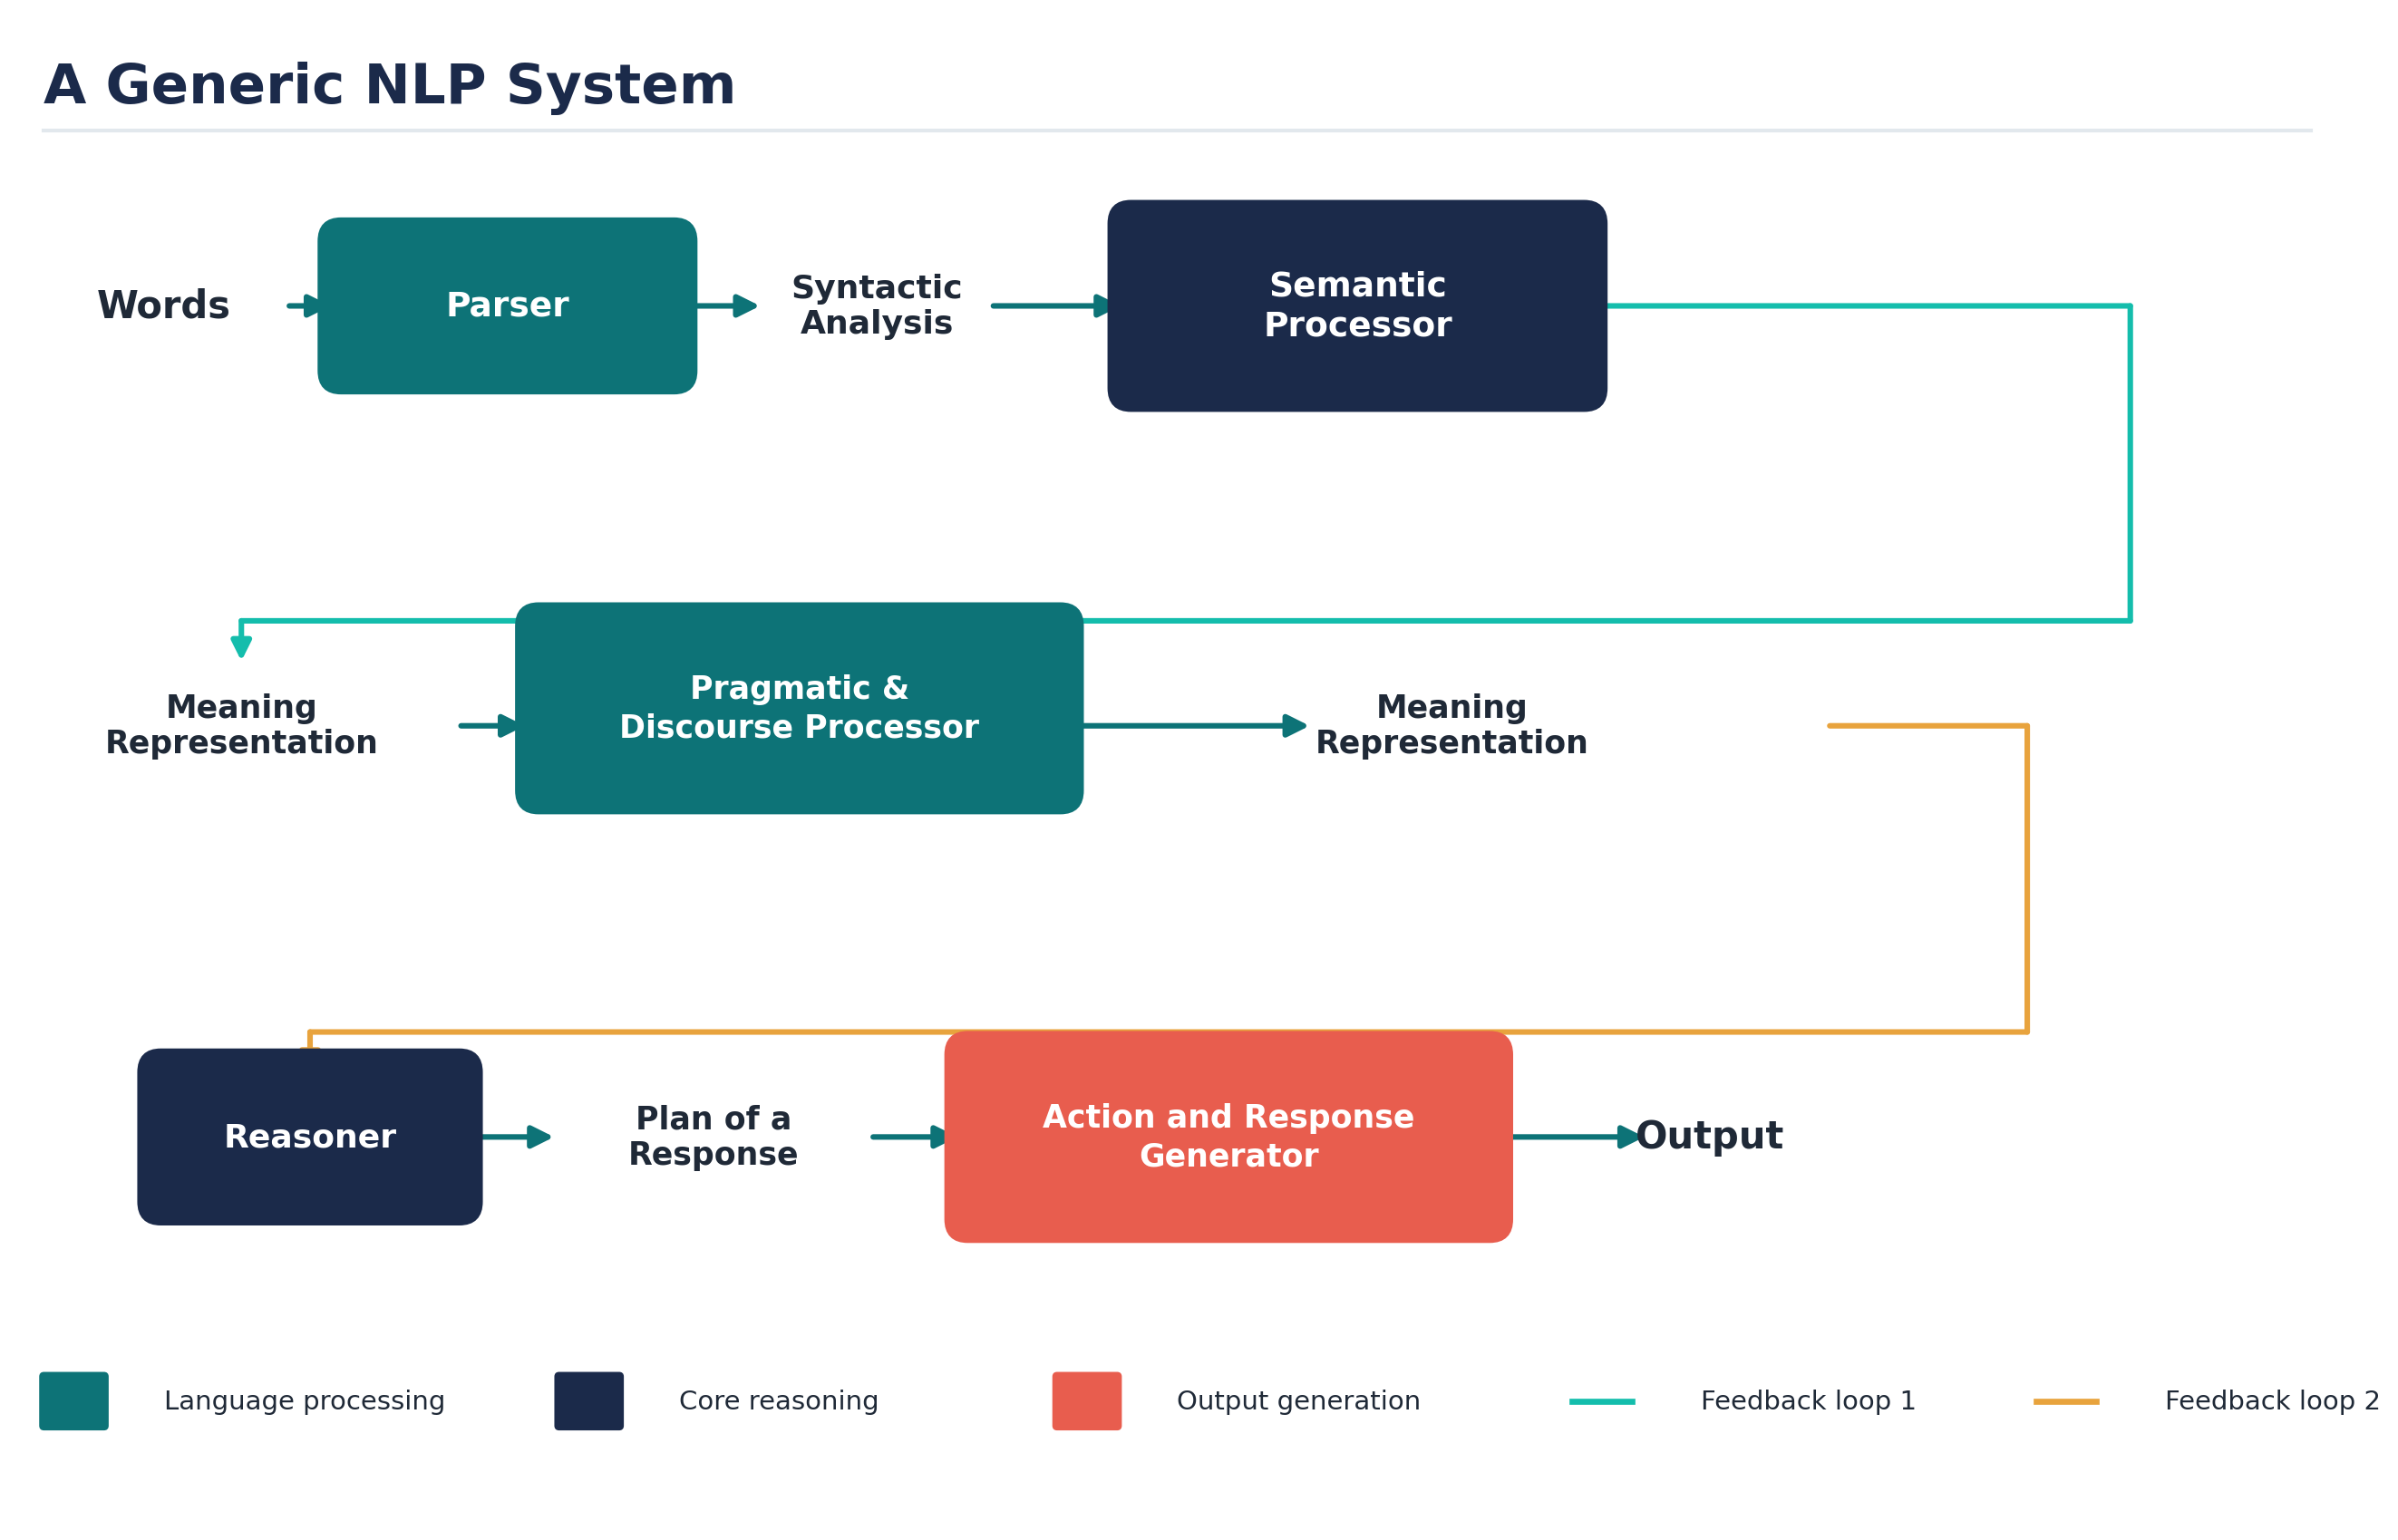 A Generic NLP System
Words
Parser
Syntactic
Analysis
Semantic
Processor
Meaning
Representation
Pragmatic &
Discourse Processor
Meaning
Representation
Reasoner
Plan of a
Response
Action and Response
Generator
Output
Language processing
Core reasoning
Output generation
Feedback loop 1
Feedback loop 2